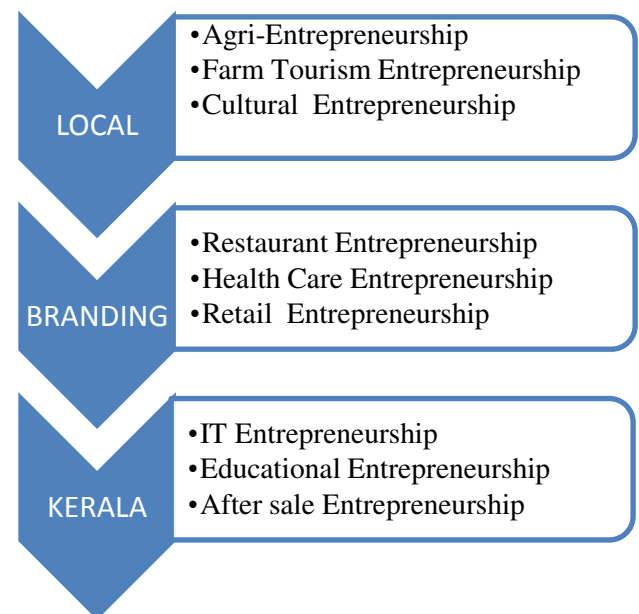 LOCAL
•Agri-Entrepreneurship
•Farm Tourism Entrepreneurship
•Cultural Entrepreneurship
BRANDING
•Restaurant Entrepreneurship
•Health Care Entrepreneurship
•Retail Entrepreneurship
KERALA
•IT Entrepreneurship
•Educational Entrepreneurship
•After sale Entrepreneurship